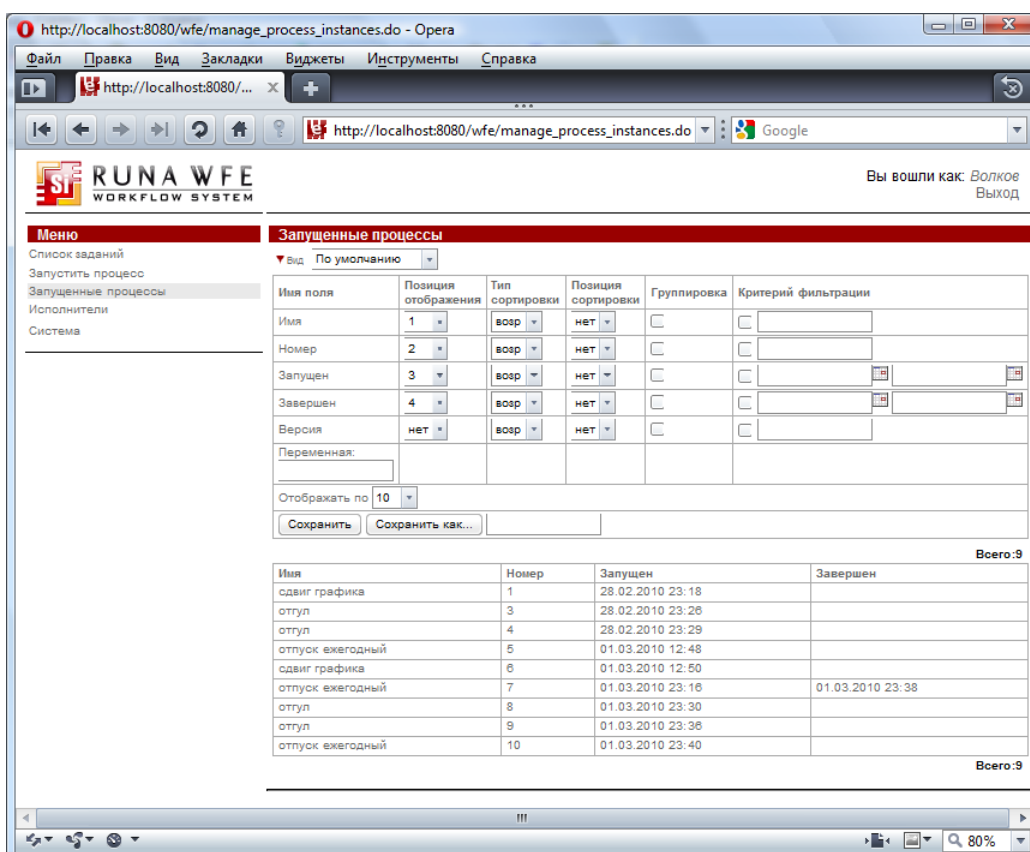 http://localhost:8080/wfe/manage_process_instances.do - Opera
Файл Правка Вид Закладки Виджеты Инструменты Справка
http://localhost:8080/...
http://localhost:8080/wfe/manage_process_instances.do Google
RUNA WFE
WORKFLOW SYSTEM
Вы вошли как: Волков
Выход
Меню
Список заданий
Запустить процесс
Запущенные процессы
Исполнители
Система
Запущенные процессы
Вид По умолчанию
Имя поля Позиция отображения Тип сортировки Позиция сортировки Группировка Критерий фильтрации
Имя 1 возр нет
Номер 2 возр нет
Запущен 3 возр нет
Завершен 4 возр нет
Версия нет возр нет
Переменная:
Отображать по 10
Сохранить Сохранить как...
Всего:9
Имя Номер Запущен Завершен
сдвиг графика 1 28.02.2010 23:18
отгул 3 28.02.2010 23:26
отгул 4 28.02.2010 23:29
отпуск ежегодный 5 01.03.2010 12:48
сдвиг графика 6 01.03.2010 12:50
отпуск ежегодный 7 01.03.2010 23:16 01.03.2010 23:38
отгул 8 01.03.2010 23:30
отгул 9 01.03.2010 23:36
отпуск ежегодный 10 01.03.2010 23:40
Всего:9
80%